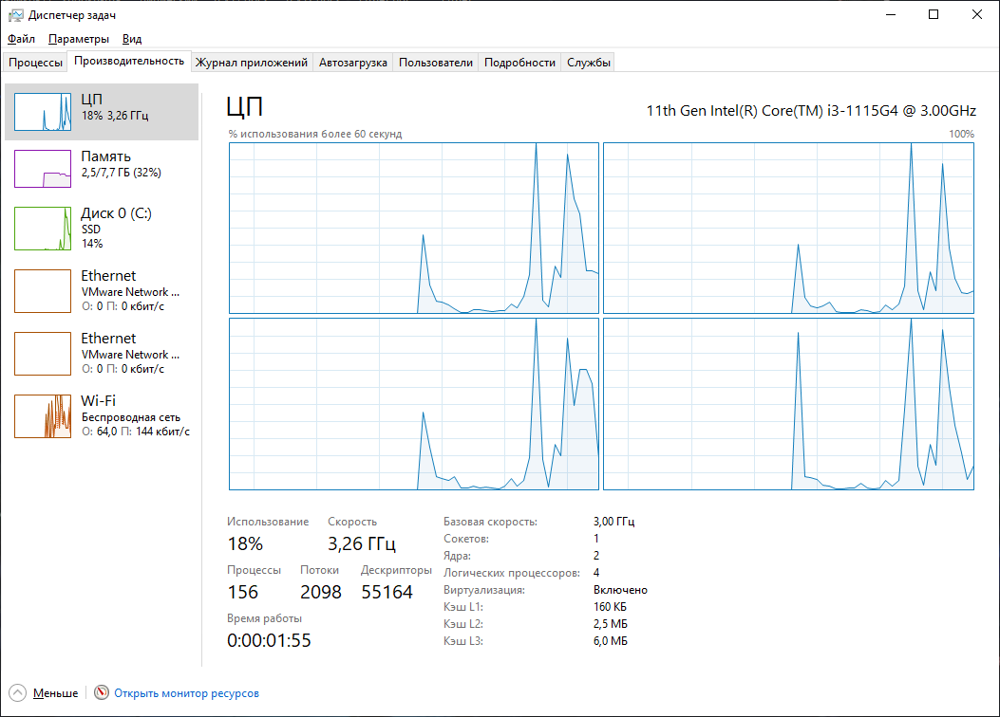 Диспетчер задач
Файл Параметры Вид
Процессы Производительность Журнал приложений Автозагрузка Пользователи Подробности Службы
ЦП
18% 3,26 ГГц
Память
2,5/7,7 ГБ (32%)
Диск 0 (C:)
SSD
14%
Ethernet
VMware Network ...
О: 0 П: 0 кбит/с
Ethernet
VMware Network ...
О: 0 П: 0 кбит/с
Wi-Fi
Беспроводная сеть
О: 64,0 П: 144 кбит/с
ЦП
11th Gen Intel(R) Core(TM) i3-1115G4 @ 3.00GHz
% использования более 60 секунд
100%
Использование Скорость
18% 3,26 ГГц
Процессы Потоки Дескрипторы
156 2098 55164
Время работы
0:00:01:55
Базовая скорость: 3,00 ГГц
Сокетов: 1
Ядра: 2
Логических процессоров: 4
Виртуализация: Включено
Кэш L1: 160 КБ
Кэш L2: 2,5 МБ
Кэш L3: 6,0 МБ
Меньше
Открыть монитор ресурсов